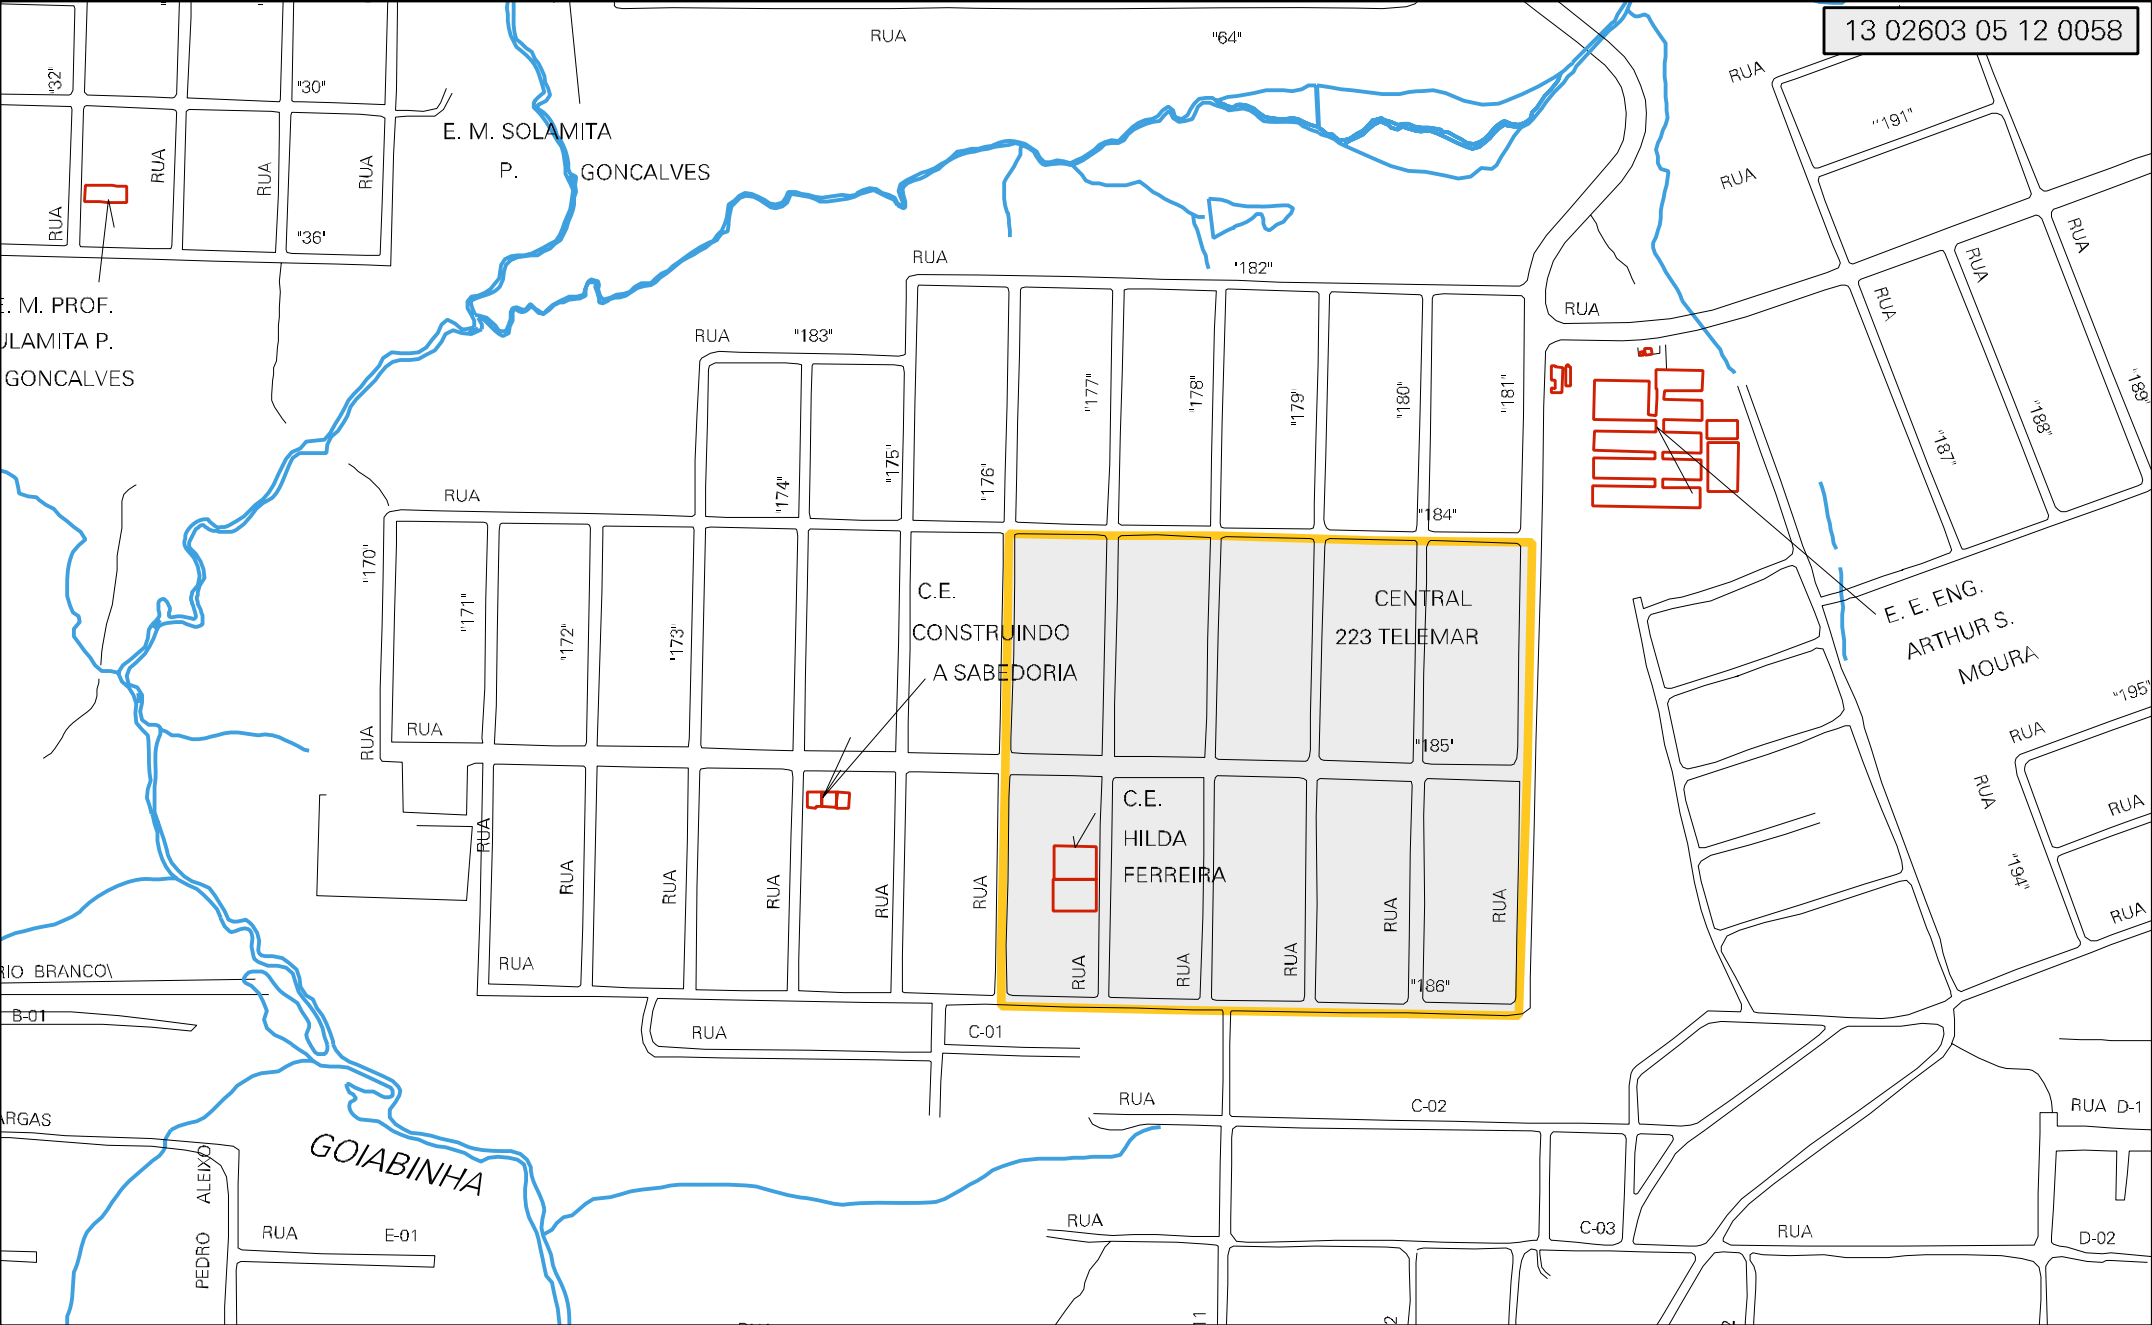 13 02603 05 12 0058
RUA
"64"
RUA
"32"
"30"
"191"
E. M. SOLAMITA
P. GONCALVES
RUA
RUA
RUA
RUA
RUA
"36'
RUA
RUA
RUA
RUA
'182"
E. M. PROF.
ULAMITA P.
GONCALVES
RUA
RUA
"183"
"177"
"178"
"179'
"180"
"181"
"189"
"188"
"187"
"175'
"176'
"174"
RUA
"184"
"170"
"171"
"172"
"173"
C.E.
CONSTRUINDO
A SABEDORIA
CENTRAL
223 TELEMAR
E. E. ENG.
ARTHUR S.
MOURA
"195"
RUA
RUA
RUA
"185'
RUA
RUA
RUA
C.E.
HILDA
FERREIRA
RUA
RUA
RUA
RUA
RUA
RUA
RUA
RUA
"194"
RUA
RUA
RUA
RUA
RUA
"186"
RIO BRANCO\
B-01
RUA
C-01
RUA
C-02
RUA D-1
ARGAS
GOIABINHA
PEDRO ALEIXO
RUA
E-01
RUA
C-03
RUA
D-02